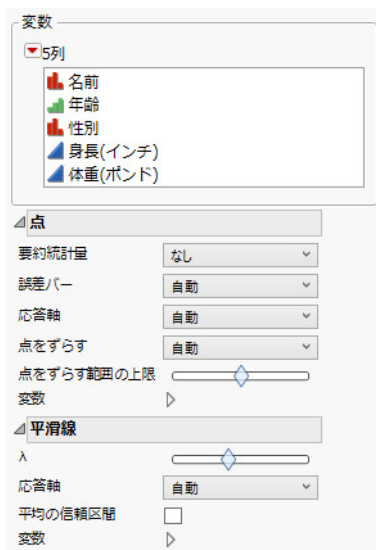 変数
5列
名前
年齢
性別
身長(インチ)
体重(ポンド)
点
要約統計量 なし
誤差バー 自動
応答軸 自動
点をずらす 自動
点をずらす範囲の上限
変数
平滑線
λ
応答軸 自動
平均の信頼区間
変数